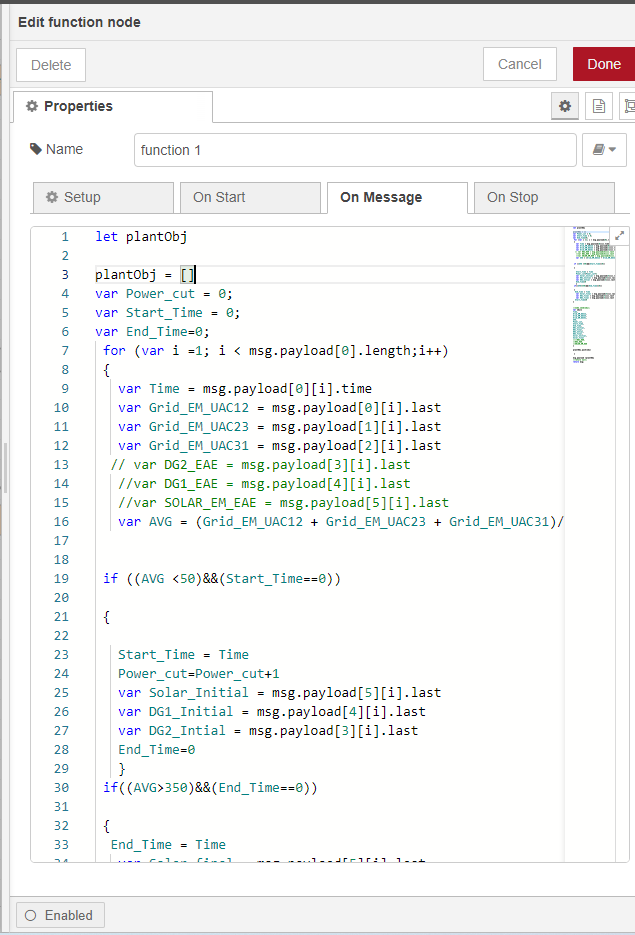 Edit function node
Delete
Cancel
Done
Properties
Name
function 1
Setup
On Start
On Message
On Stop
1 let plantObj
2
3 plantObj = []
4 var Power_cut = 0;
5 var Start_Time = 0;
6 var End_Time=0;
7 for (var i =1; i < msg.payload[0].length;i++)
8 {
9 var Time = msg.payload[0][i].time
10 var Grid_EM_UAC12 = msg.payload[0][i].last
11 var Grid_EM_UAC23 = msg.payload[1][i].last
12 var Grid_EM_UAC31 = msg.payload[2][i].last
13 // var DG2_EAE = msg.payload[3][i].last
14 //var DG1_EAE = msg.payload[4][i].last
15 //var SOLAR_EM_EAE = msg.payload[5][i].last
16 var AVG = (Grid_EM_UAC12 + Grid_EM_UAC23 + Grid_EM_UAC31)/
17
18
19 if ((AVG <50)&&(Start_Time==0))
20
21 {
22
23 Start_Time = Time
24 Power_cut=Power_cut+1
25 var Solar_Initial = msg.payload[5][i].last
26 var DG1_Initial = msg.payload[4][i].last
27 var DG2_Intial = msg.payload[3][i].last
28 End_Time=0
29 }
30 if((AVG>350)&&(End_Time==0))
31
32 {
33 End_Time = Time
Enabled